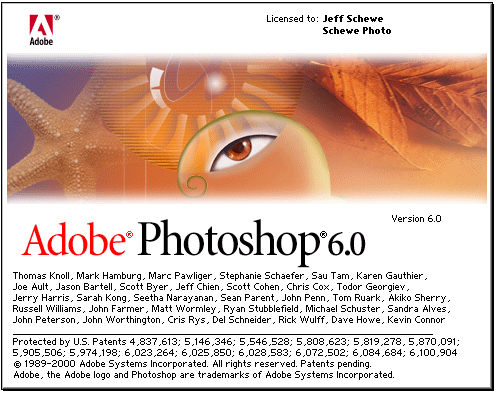 Adobe®
Licensed to: Jeff Schewe
Schewe Photo
Version 6.0
Adobe® Photoshop® 6.0
Thomas Knoll, Mark Hamburg, Marc Pawliger, Stephanie Schaefer, Sau Tam, Karen Gauthier,
Joe Ault, Jason Bartell, Scott Byer, Jeff Chien, Scott Cohen, Chris Cox, Todor Georgiev,
Jerry Harris, Sarah Kong, Seetha Narayanan, Sean Parent, John Penn, Tom Ruark, Akiko Sherry,
Russell Williams, John Farmer, Matt Wormley, Ryan Stubblefield, Michael Schuster, Sandra Alves,
John Peterson, John Worthington, Cris Rys, Del Schneider, Rick Wulff, Dave Howe, Kevin Connor
Protected by U.S. Patents 4,837,613; 5,146,346; 5,546,528; 5,808,623; 5,819,278; 5,870,091;
5,905,506; 5,974,198; 6,023,264; 6,025,850; 6,028,583; 6,072,502; 6,084,684; 6,100,904
© 1989-2000 Adobe Systems Incorporated. All rights reserved. Patents pending.
Adobe, the Adobe logo and Photoshop are trademarks of Adobe Systems Incorporated.